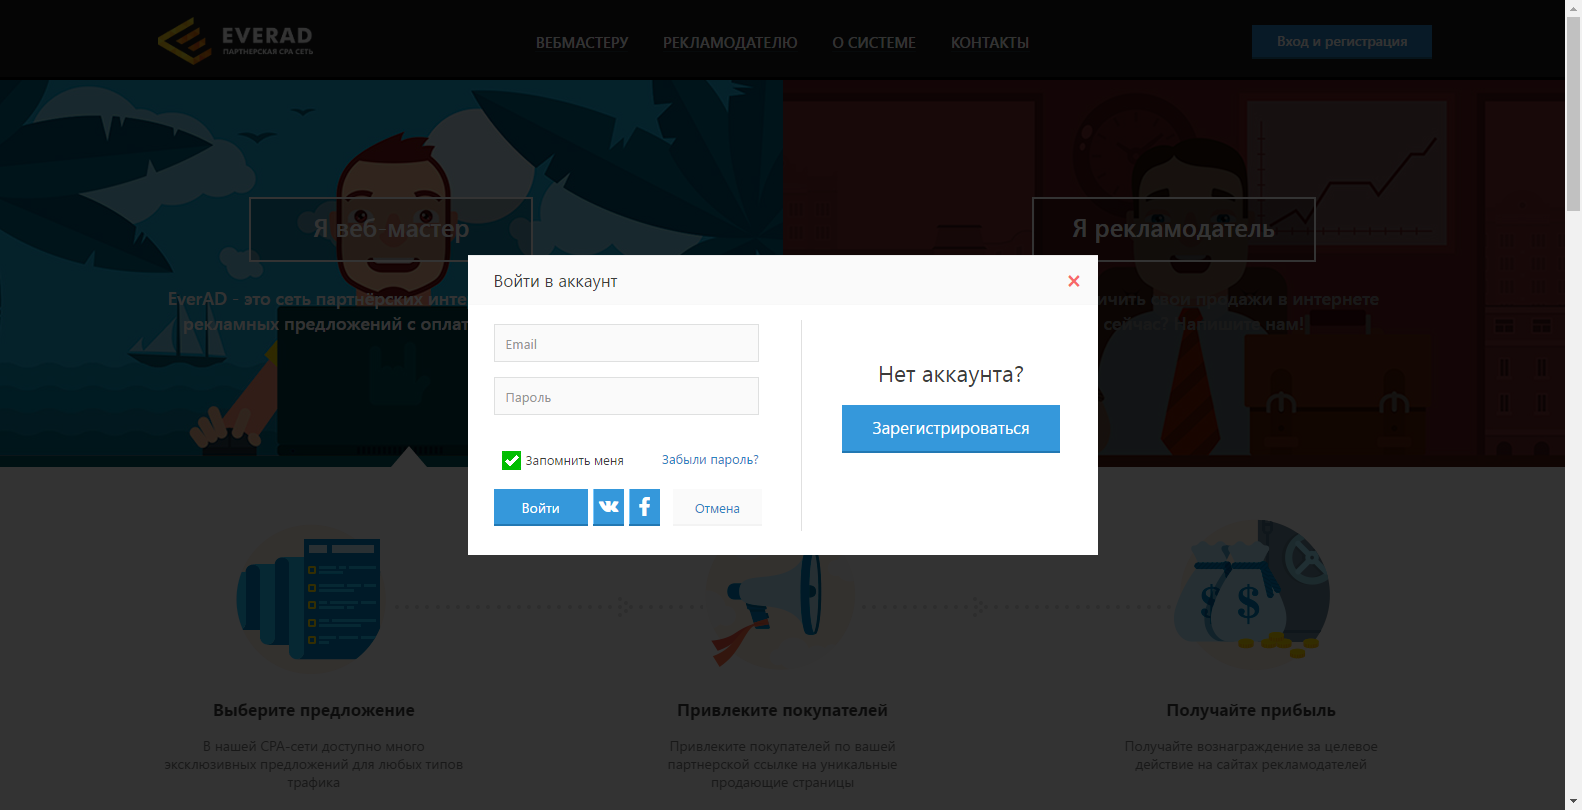 EVERAD
ПАРТНЕРСКАЯ CPA СЕТЬ
ВЕБМАСТЕРУ РЕКЛАМОДАТЕЛЮ О СИСТЕМЕ КОНТАКТЫ
Вход и регистрация
Я веб-мастер
EverAD - это сеть партнёрских инте
рекламных предложений с оплат
Я рекламодатель
ичить свои продажи в интернете
сейчас? Напишите нам!
Войти в аккаунт
Email
Пароль
Запомнить меня
Забыли пароль?
Войти
Отмена
Нет аккаунта?
Зарегистрироваться
Выберите предложение
В нашей CPA-сети доступно много
эксклюзивных предложений для любых типов
трафика
Привлеките покупателей
Привлеките покупателей по вашей
партнерской ссылке на уникальные
продающие страницы
Получайте прибыль
Получайте вознаграждение за целевое
действие на сайтах рекламодателей